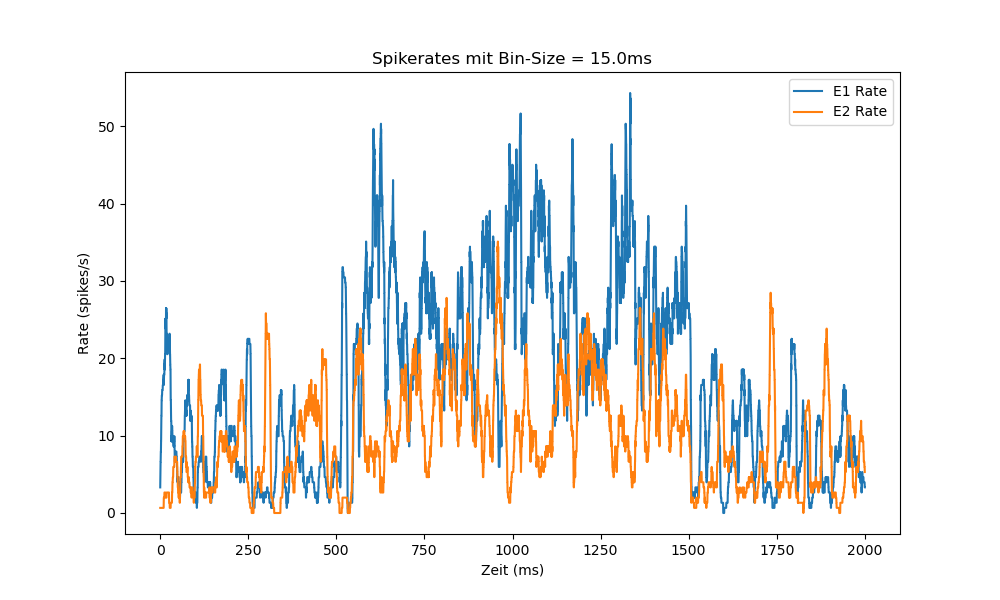 Spikerates mit Bin-Size = 15.0ms
E1 Rate
E2 Rate
Rate (spikes/s)
50
40
30
20
10
0
0 250 500 750 1000 1250 1500 1750 2000
Zeit (ms)